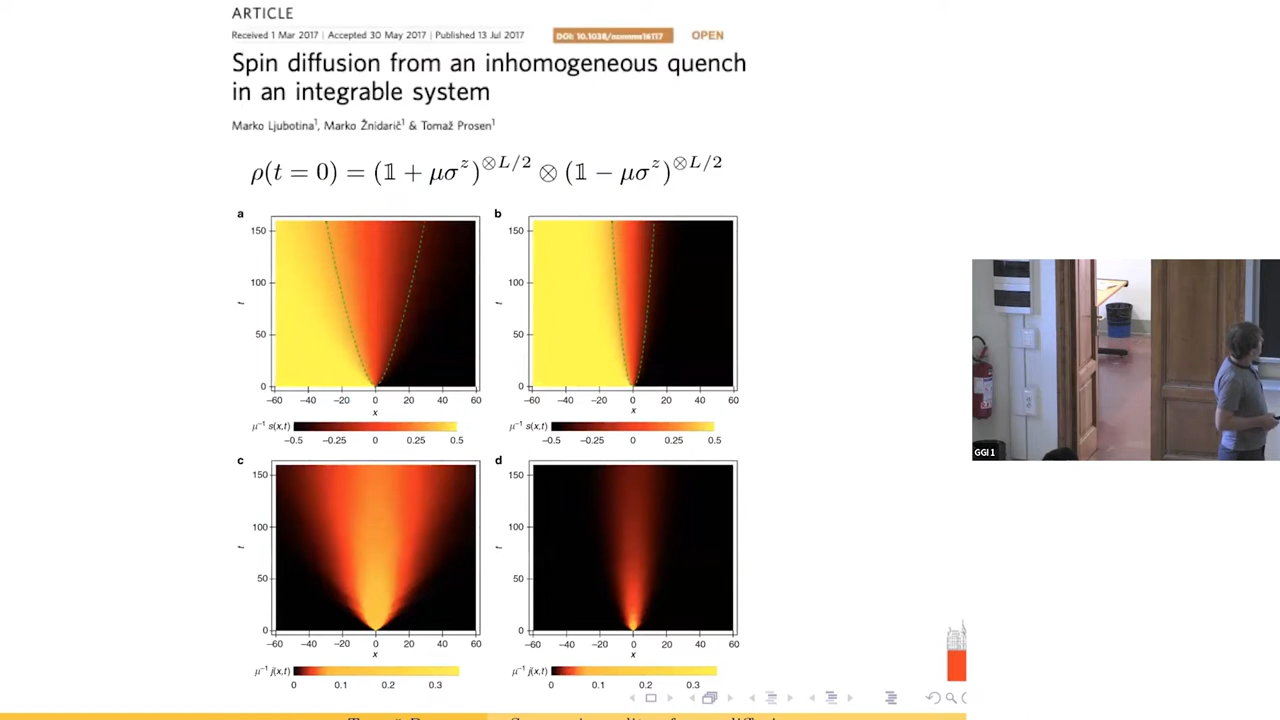 ARTICLE
Received 1 Mar 2017 | Accepted 30 May 2017 | Published 13 Jul 2017
OPEN
Spin diffusion from an inhomogeneous quench
in an integrable system
Marko Ljubotina¹, Marko Žnidarič¹ & Tomaž Prosen¹
ρ(t = 0) = (𝟙 + μσᶻ)^⊗L/2 ⊗ (𝟙 − μσᶻ)^⊗L/2
a
150
100
50
0
t
−60 −40 −20 0 20 40 60
x
μ⁻¹ s(x,t)
−0.5 −0.25 0 0.25 0.5
b
150
100
50
0
t
−60 −40 −20 0 20 40 60
x
μ⁻¹ s(x,t)
−0.5 −0.25 0 0.25 0.5
c
150
100
50
0
t
−60 −40 −20 0 20 40 60
x
μ⁻¹ j(x,t)
0 0.1 0.2 0.3
d
150
100
50
0
t
−60 −40 −20 0 20 40 60
x
μ⁻¹ j(x,t)
0 0.1 0.2 0.3
GGI 1